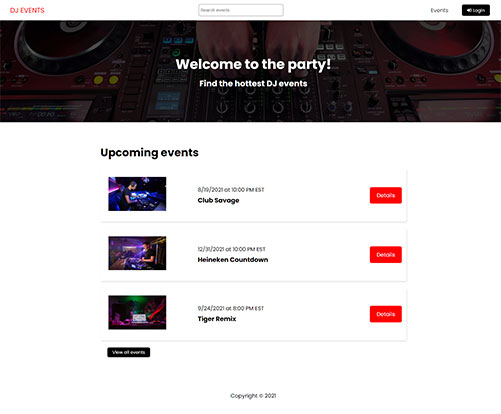 DJ EVENTS
Search events
Events
Login
Welcome to the party!
Find the hottest DJ events
Upcoming events
8/19/2021 at 10:00 PM EST
Club Savage
Details
12/31/2021 at 10:00 PM EST
Heineken Countdown
Details
9/24/2021 at 8:00 PM EST
Tiger Remix
Details
View all events
Copyright © 2021